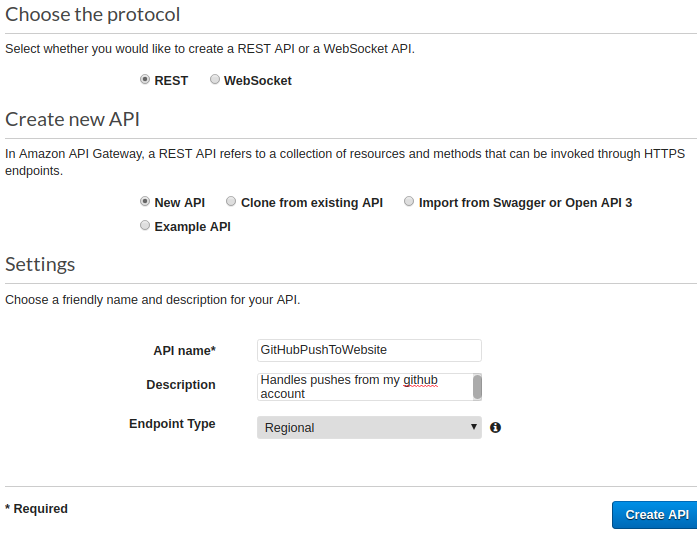 Choose the protocol
Select whether you would like to create a REST API or a WebSocket API.
REST WebSocket
Create new API
In Amazon API Gateway, a REST API refers to a collection of resources and methods that can be invoked through HTTPS
endpoints.
New API Clone from existing API Import from Swagger or Open API 3
Example API
Settings
Choose a friendly name and description for your API.
API name* GitHubPushToWebsite
Description Handles pushes from my github
account
Endpoint Type Regional
* Required Create API